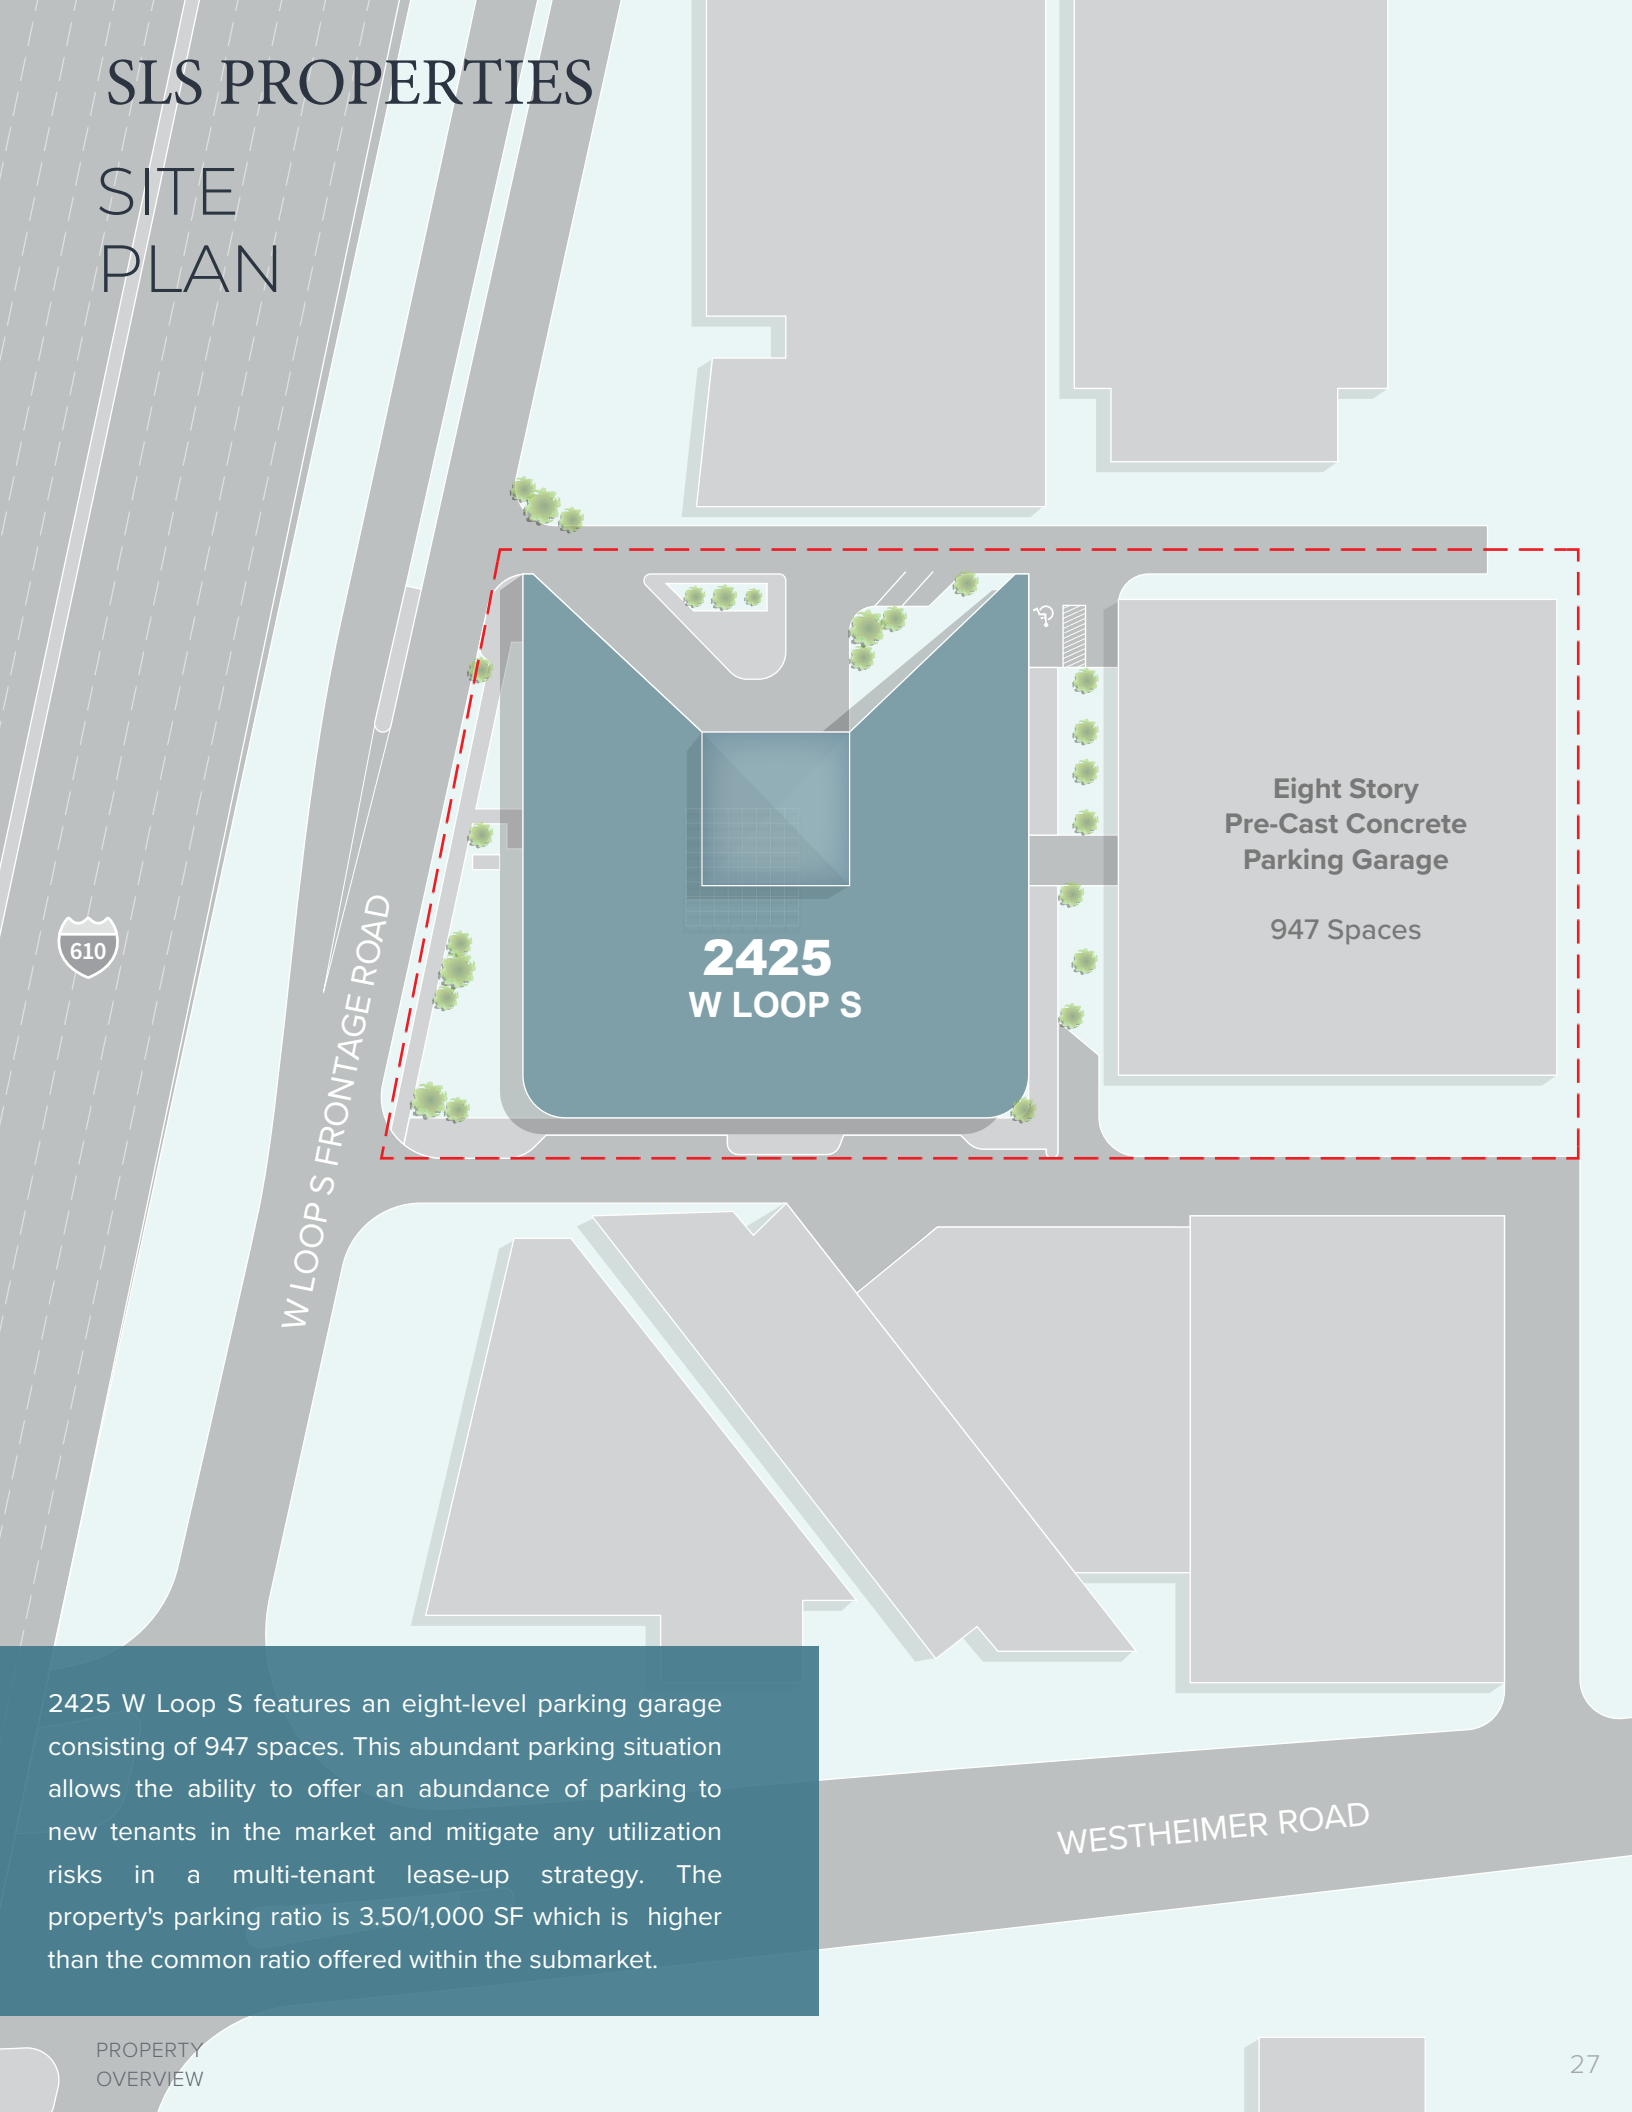 SLS PROPERTIES
SITE
PLAN
Eight Story
Pre-Cast Concrete
Parking Garage
947 Spaces
610
W LOOP S FRONTAGE ROAD
2425
W LOOP S
2425 W Loop S features an eight-level parking garage
consisting of 947 spaces. This abundant parking situation
allows the ability to offer an abundance of parking to
new tenants in the market and mitigate any utilization
risks in a multi-tenant lease-up strategy. The
property's parking ratio is 3.50/1,000 SF which is higher
than the common ratio offered within the submarket.
WESTHEIMER ROAD
PROPERTY
OVERVIEW
27